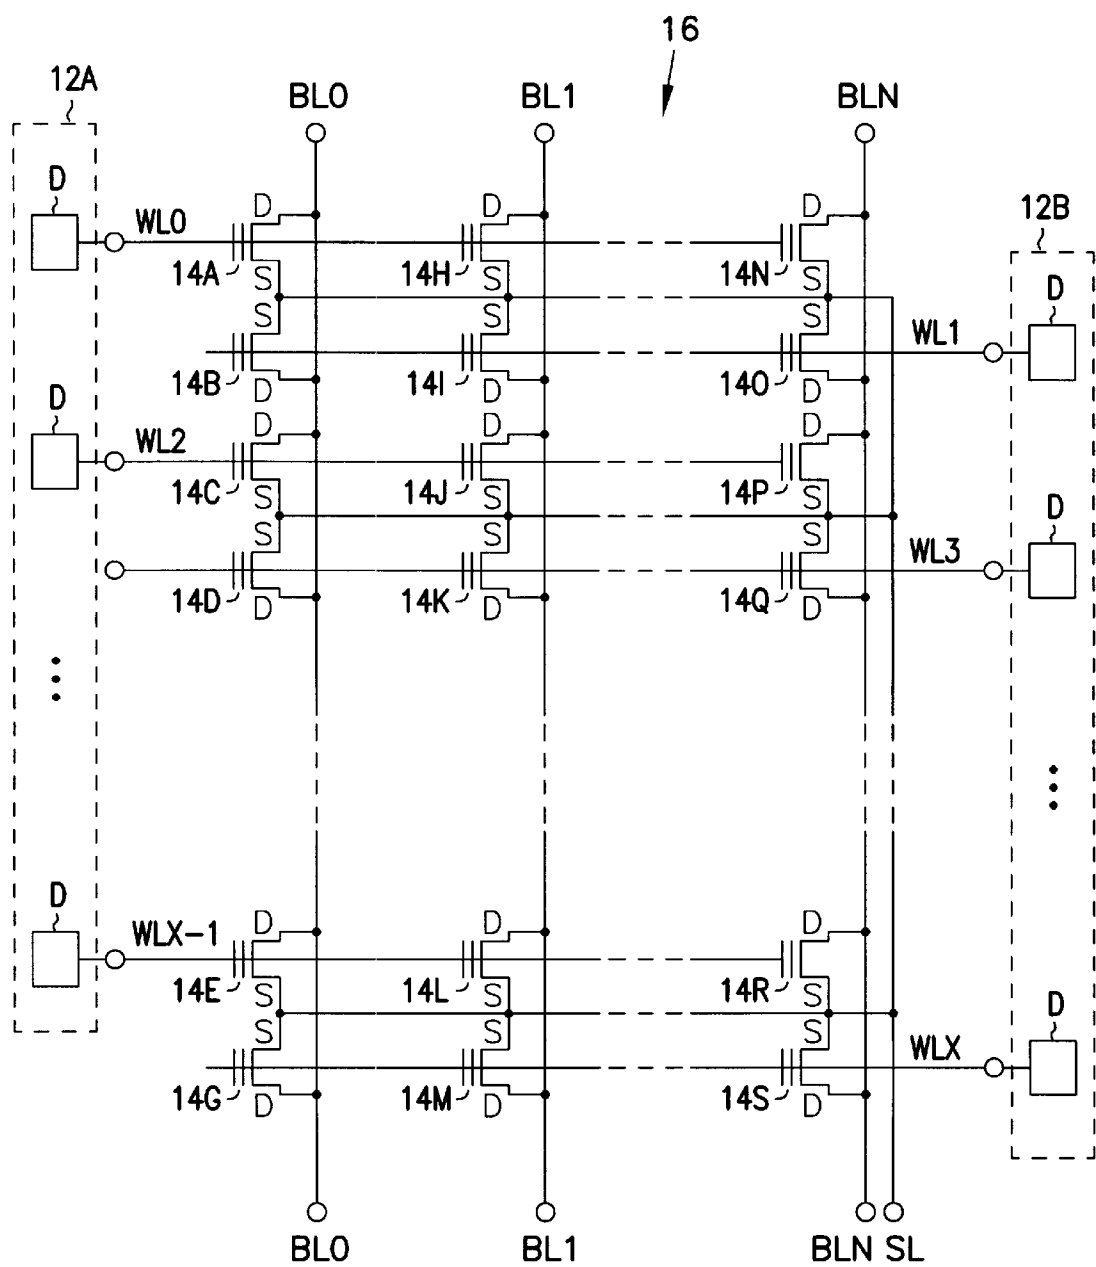 16
12A
BL0 BL1 BLN
D
WL0 D D D 12B
14A S 14H S 14N S D
S S S WL1
14B D 14I D 14O D
D
WL2 D D D
14C S 14J S 14P S D
S S S WL3
14D D 14K D 14Q D
D
WLX-1 D D D
14E S 14L S 14R S D
S S S WLX
14G D 14M D 14S D
BL0 BL1 BLN SL